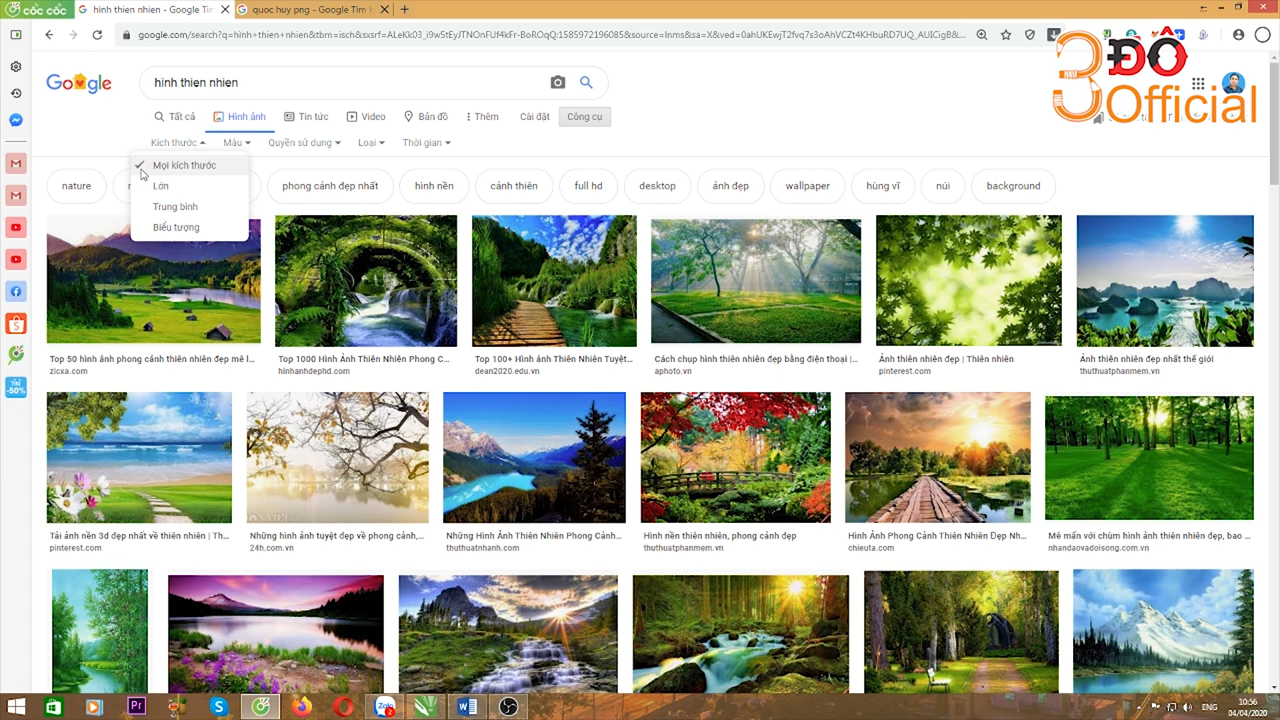 cốc cốc
hinh thien nhien - Google Tìm
quoc huy png - Google Tìm k
google.com/search?q=hình+thien+nhien&tbm=isch&sxsrf=
Google
hinh thien nhien
Tất cả
Hình ảnh
Tin tức
Video
Bản đồ
Thêm
Cài đặt
Công cụ
3ĐÔ
Official
Kích thước
Màu
Quyền sử dụng
Loại
Thời gian
Mọi kích thước
Lớn
Trung bình
Biểu tượng
nature
phong cảnh đẹp nhất
hình nền
cảnh thiên
full hd
desktop
ảnh đẹp
wallpaper
hùng vĩ
núi
background
Top 50 hình ảnh phong cảnh thiên nhiên đẹp mê l...
zicxa.com
Top 1000 Hình Ảnh Thiên Nhiên Phong C...
hinhanhdephd.com
Top 100+ Hình ảnh Thiên Nhiên Tuyệt...
dean2020.edu.vn
Cách chụp hình thiên nhiên đẹp bằng điện thoại |...
aphoto.vn
Ảnh thiên nhiên đẹp | Thiên nhiên
pinterest.com
Ảnh thiên nhiên đẹp nhất thế giới
thuthuatphanmem.vn
Tải ảnh nền 3d đẹp nhất về thiên nhiên | Th...
pinterest.com
Những hình ảnh tuyệt đẹp về phong cảnh,...
24h.com.vn
Những Hình Ảnh Thiên Nhiên Phong Cảnh...
thuthuatnhanh.com
Hình nền thiên nhiên, phong cảnh đẹp
thuthuatphanmem.vn
Hình Ảnh Phong Cảnh Thiên Nhiên Đẹp Nh...
chieuta.com
Mê mẩn với chùm hình ảnh thiên nhiên đẹp, bao ...
nhandaovadoisong.com.vn
tiki
-50%
Pr
Zalo
2
ENG
10:56
04/04/2020